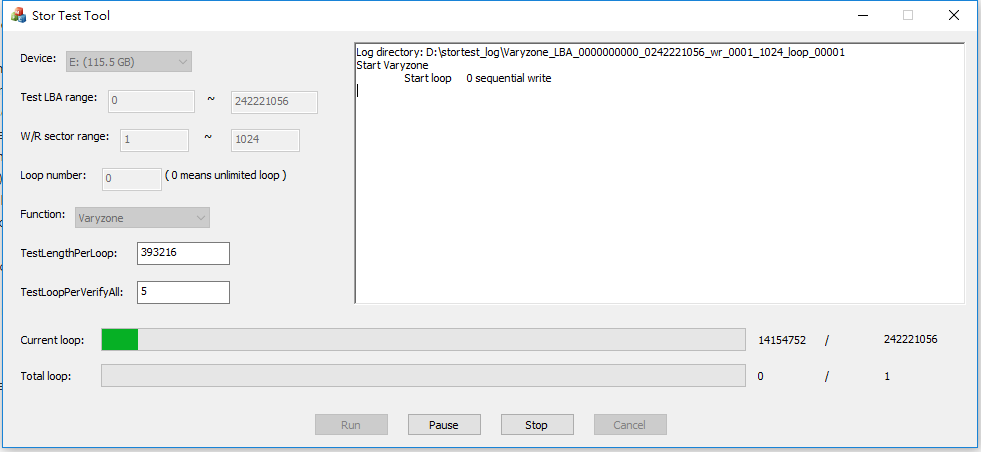 Stor Test Tool
Device: E: (115.5 GB)
Test LBA range: 0 ~ 242221056
W/R sector range: 1 ~ 1024
Loop number: 0 ( 0 means unlimited loop )
Function: Varyzone
TestLengthPerLoop: 393216
TestLoopPerVerifyAll: 5
Log directory: D:\stortest_log\Varyzone_LBA_0000000000_0242221056_wr_0001_1024_loop_00001
Start Varyzone
Start loop 0 sequential write
Current loop: 14154752 / 242221056
Total loop: 0 / 1
Run Pause Stop Cancel